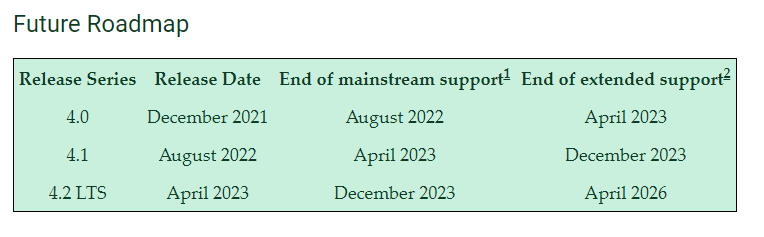 Future Roadmap
Release Series Release Date End of mainstream support1 End of extended support2
4.0 December 2021 August 2022 April 2023
4.1 August 2022 April 2023 December 2023
4.2 LTS April 2023 December 2023 April 2026